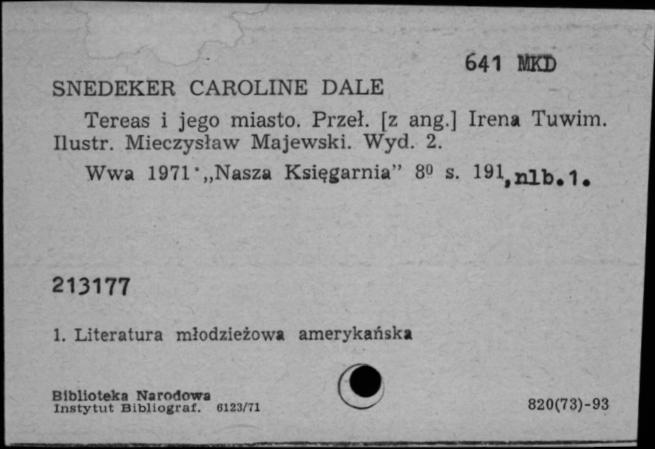 641 MKD
SNEDEKER CAROLINE DALE
Tereas i jego miasto. Przeł. [z ang.] Irena Tuwim.
Ilustr. Mieczysław Majewski. Wyd. 2.
Wwa 1971 „Nasza Księgarnia” 8º s. 191, nlb.1.
213177
1. Literatura młodzieżowa amerykańska
Biblioteka Narodowa
Instytut Bibliograf. 6123/71
820(73)-93